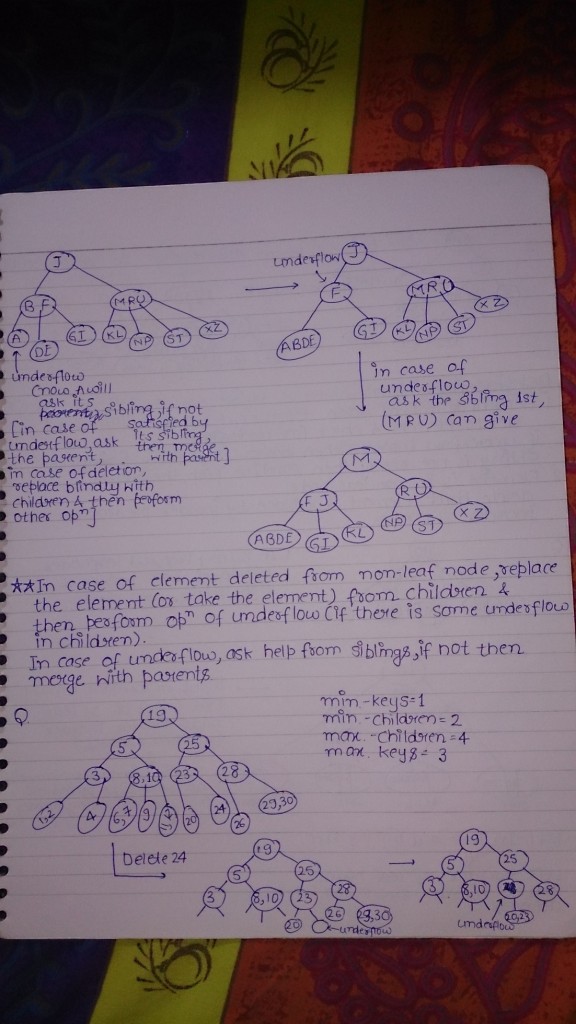 J
B F
MRU
A
DE
GI
KL
NP
ST
XZ
underflow
(now A will
ask its
sibling, if not
[in case of satisfied by
underflow, ask its sibling,
the parent, then merge
with parent]
in case of deletion,
replace blindly with
children & then perform
other opⁿ]
underflow
J
F
MRU
XZ
ABDE
GI
KL
NP
ST
in case of
underflow,
ask the sibling 1st,
(MRU) can give
M
FJ
RU
ABDE
GI
KL
NP
ST
XZ
★★In case of element deleted from non-leaf node, replace
the element (or take the element) from children &
then perform opⁿ of underflow (if there is some underflow
in children).
In case of underflow, ask help from siblings, if not then
merge with parents
min-keys=1
min-children=2
max.-children=4
max. keys= 3
Q.
19
5
25
3
8,10
23
28
1,2
4
6,7
9
20
24
26
29,30
Delete 24
19
5
25
3
8,10
23
28
20
26
29,30
underflow
19
5
25
3
8,10
28
20,23
underflow